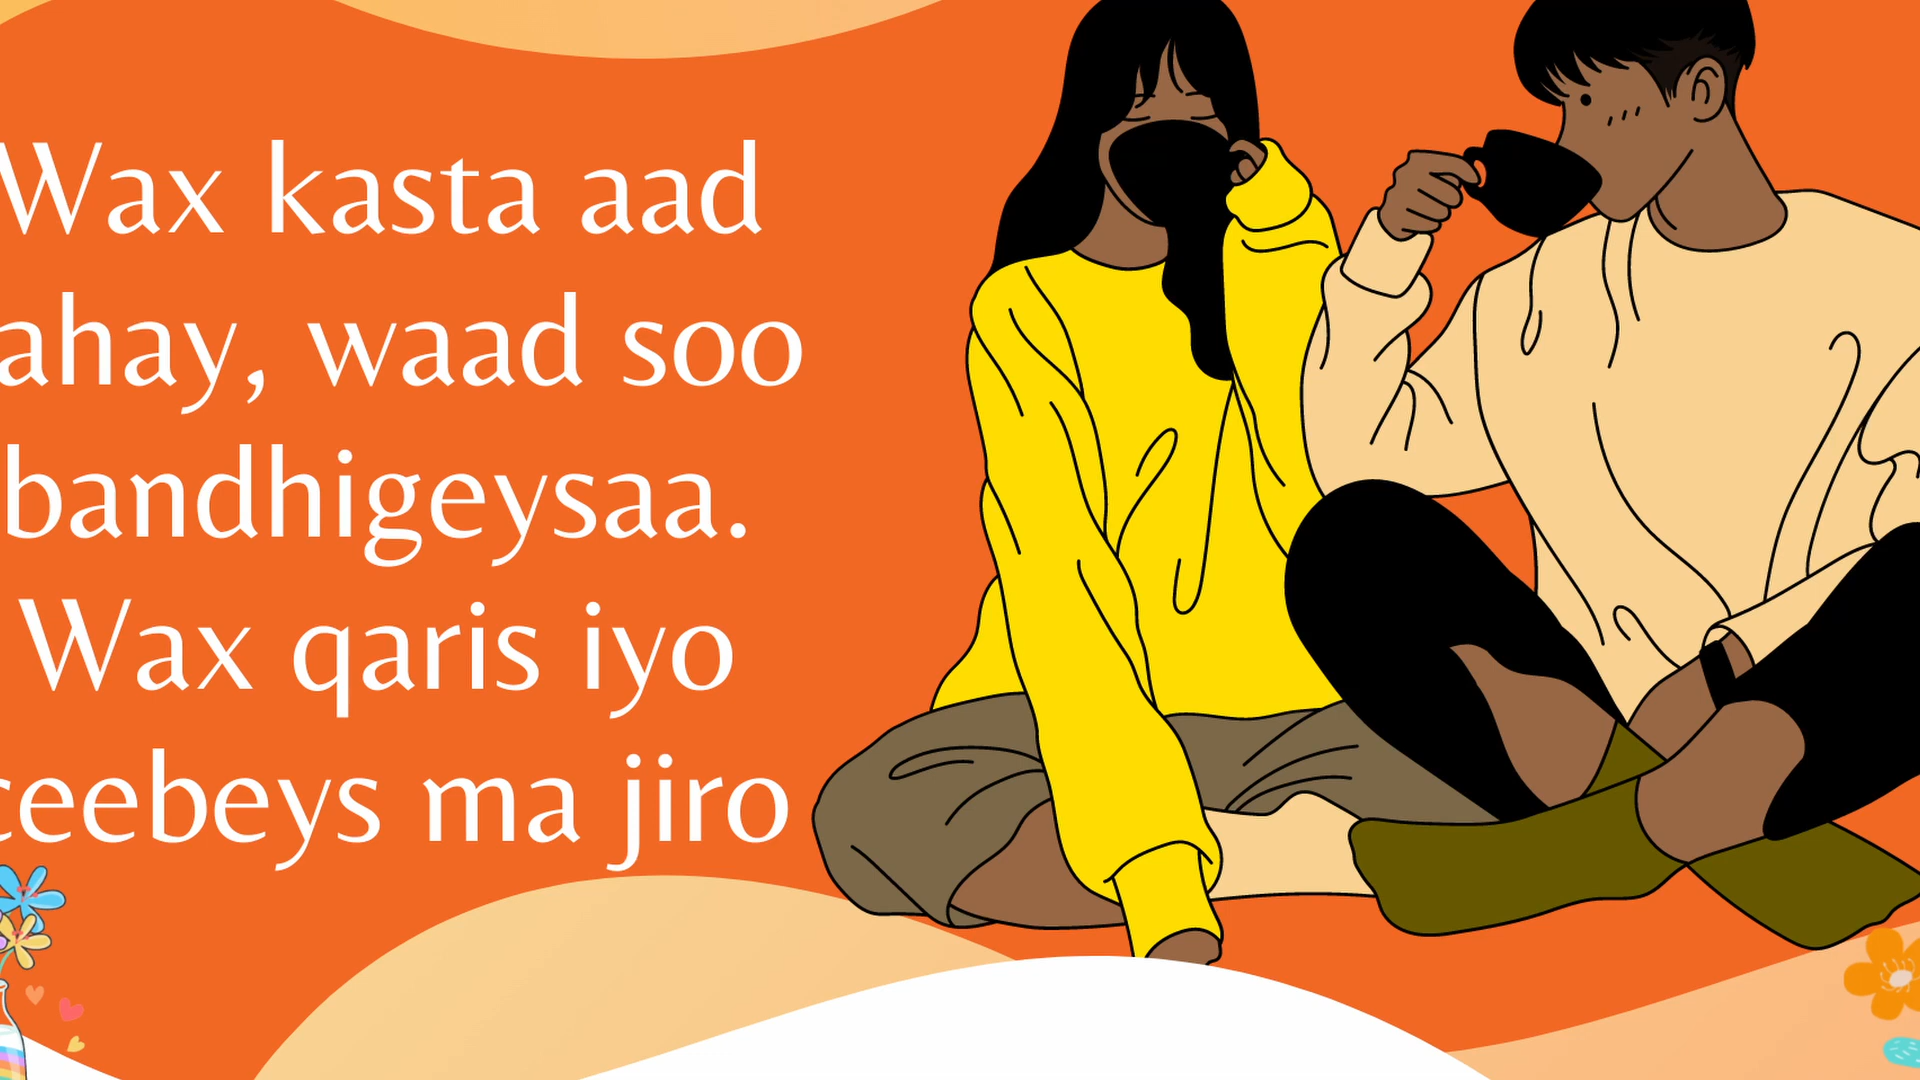 Wax kasta aad
ahay, waad soo
bandhigeysaa.
Wax qaris iyo
ceebeys ma jiro